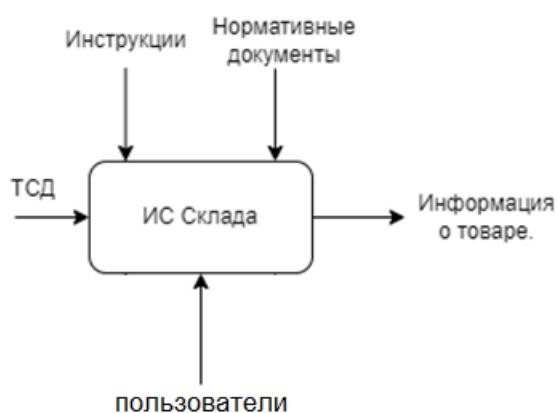 Инструкции
Нормативные
документы
ТСД
ИС Склада
Информация
о товаре.
пользователи